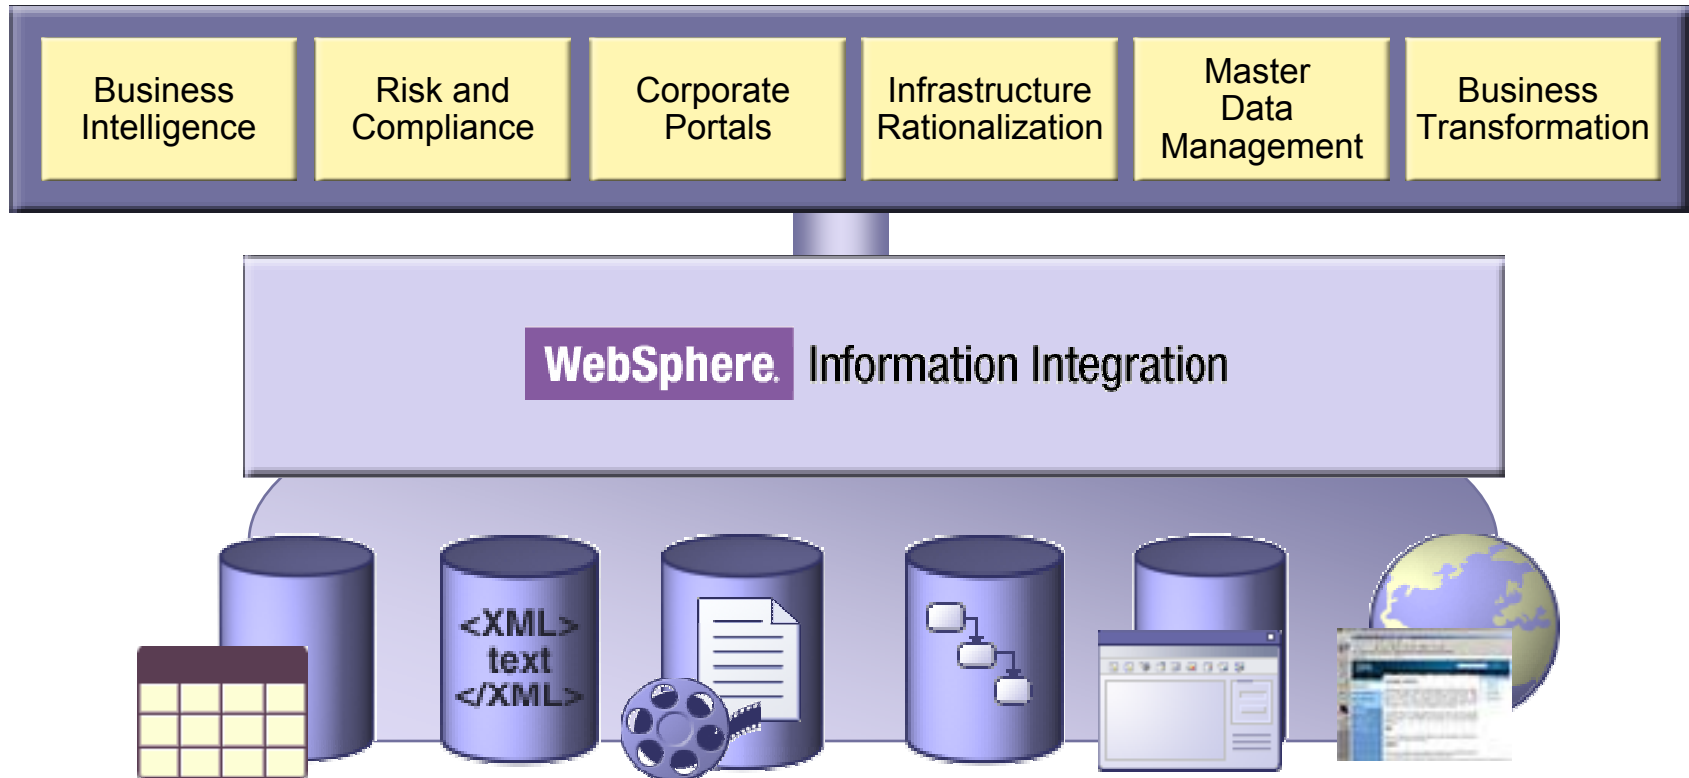 Business
Intelligence
Risk and
Compliance
Corporate
Portals
Infrastructure
Rationalization
Master
Data
Management
Business
Transformation
WebSphere. Information Integration
<XML>
text
</XML>